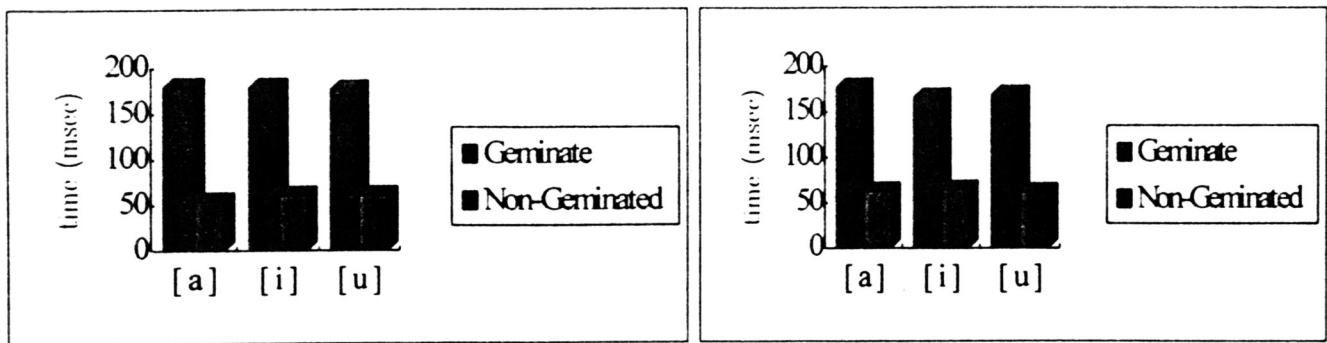 200
150
100
50
0
time (msec)
[a] [i] [u]
Geminate
Non-Geminated
200
150
100
50
0
time (msec)
[a] [i] [u]
Geminate
Non-Geminated